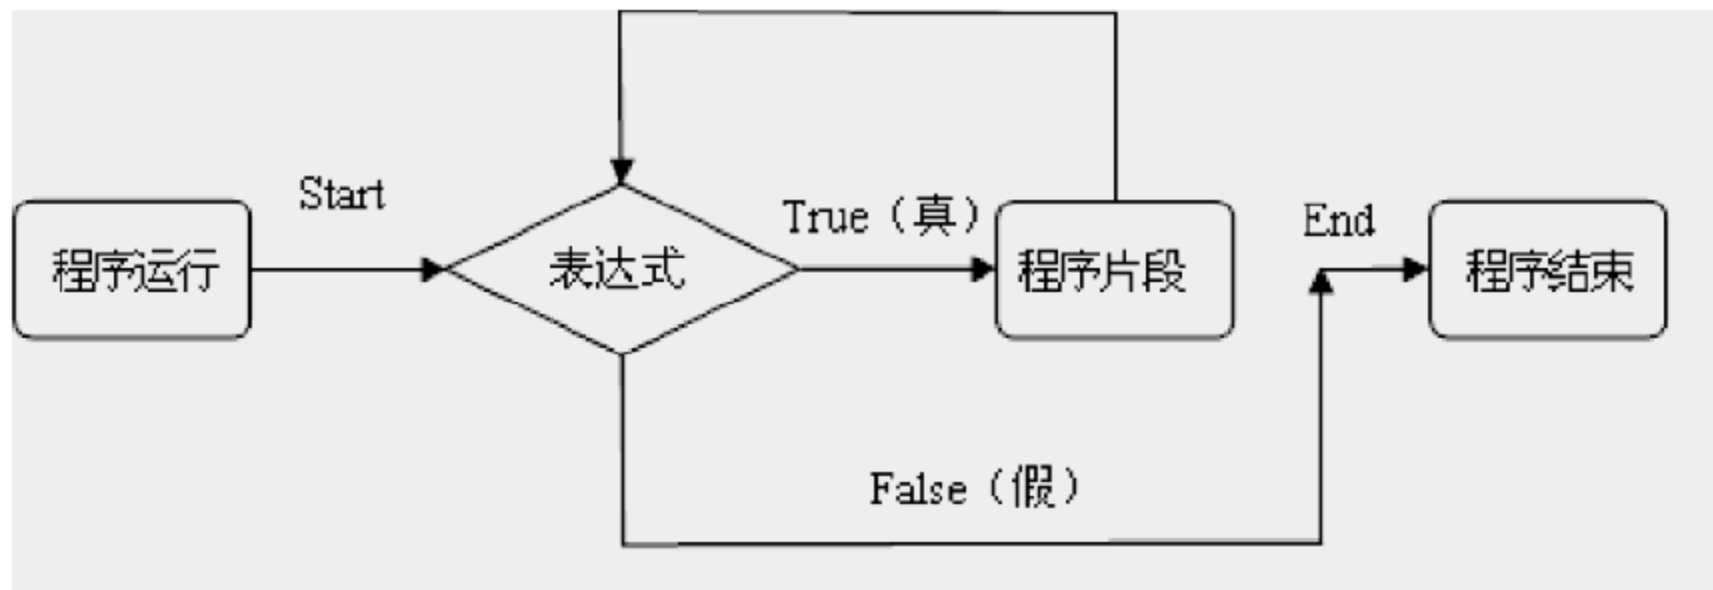 Start
程序运行
表达式
True（真）
程序片段
End
程序结束
False（假）